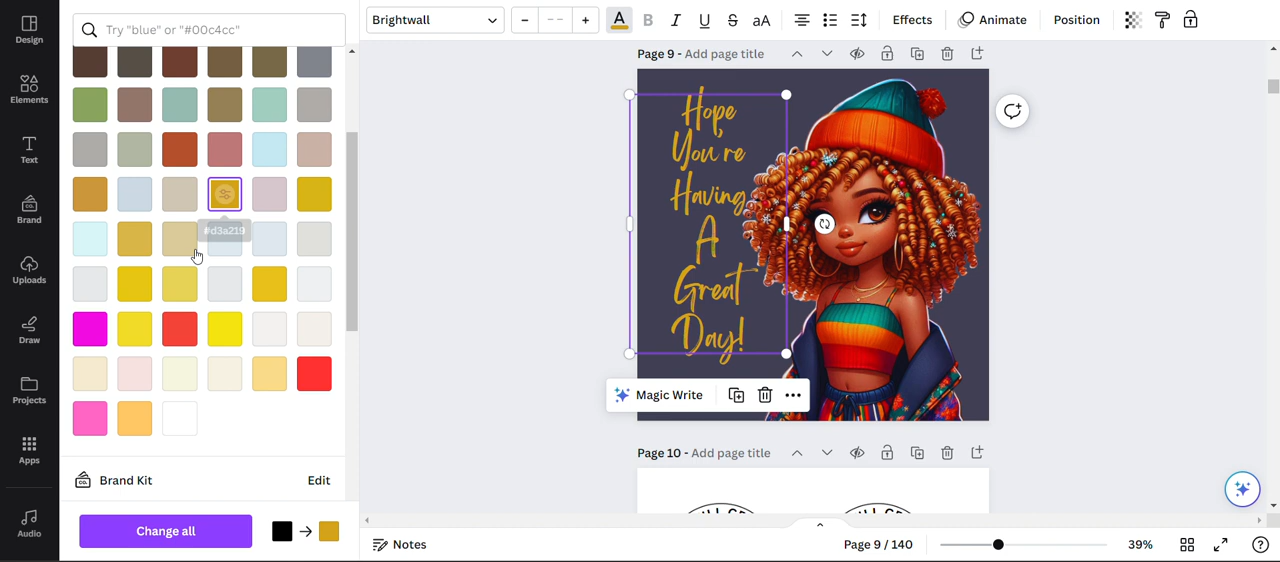 Design
Elements
Text
Brand
Uploads
Draw
Projects
Apps
Audio
Try "blue" or "#00c4cc"
#d3a219
Brand Kit
Edit
Change all
Brightwall
- -- +
A B I U S aA
Effects
Animate
Position
Page 9 - Add page title
Hope
You're
Having
A
Great
Day!
Magic Write
Page 10 - Add page title
Notes
Page 9 / 140
39%